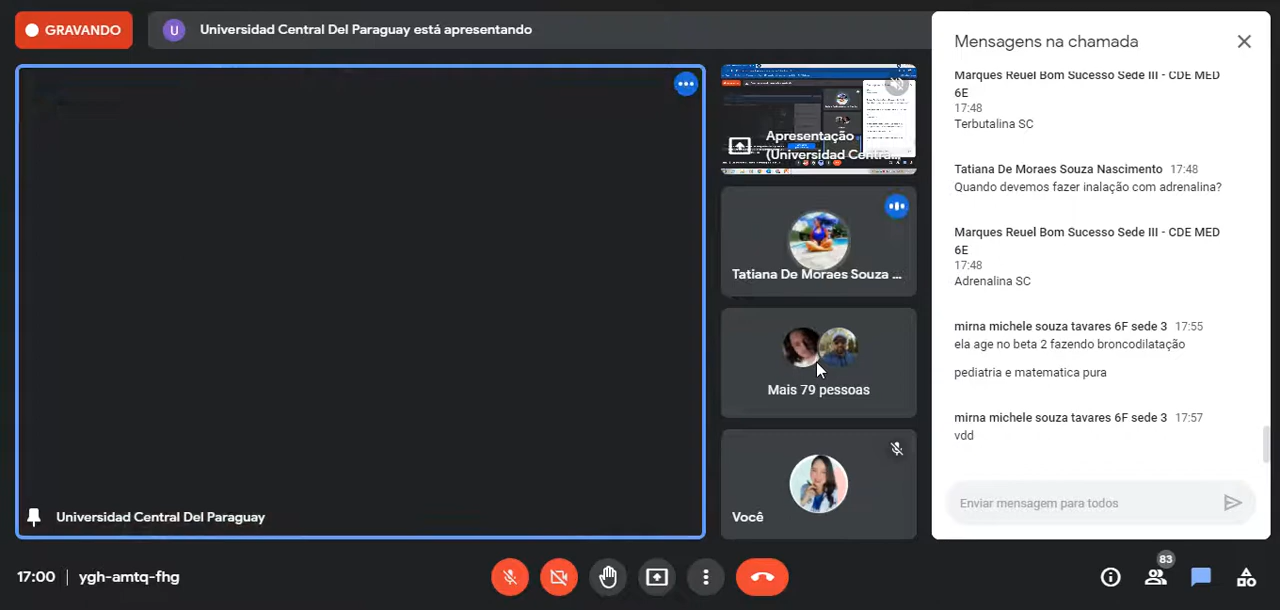 GRAVANDO
U
Universidad Central Del Paraguay está apresentando
Universidad Central Del Paraguay
Apresentação
(Universidad Centra...
Tatiana De Moraes Souza ...
Mais 79 pessoas
Você
Mensagens na chamada
Marques Reuel Bom Sucesso Sede III - CDE MED
6E
17:48
Terbutalina SC
Tatiana De Moraes Souza Nascimento 17:48
Quando devemos fazer inalação com adrenalina?
Marques Reuel Bom Sucesso Sede III - CDE MED
6E
17:48
Adrenalina SC
mirna michele souza tavares 6F sede 3 17:55
ela age no beta 2 fazendo broncodilatação
pediatria e matematica pura
mirna michele souza tavares 6F sede 3 17:57
vdd
Enviar mensagem para todos
17:00 | ygh-amtq-fhg
83